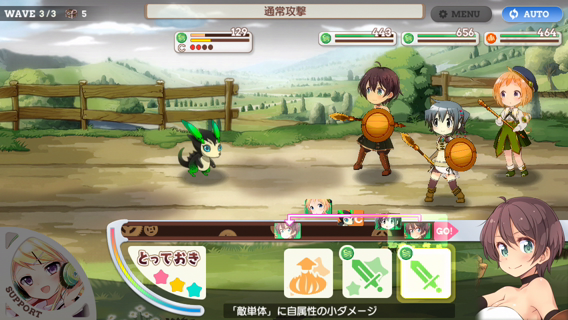 WAVE 3/3 5
通常攻撃
MENU
AUTO
129
C
443
656
464
GO!
とっておき
SUPPORT
「敵単体」に自属性の小ダメージ